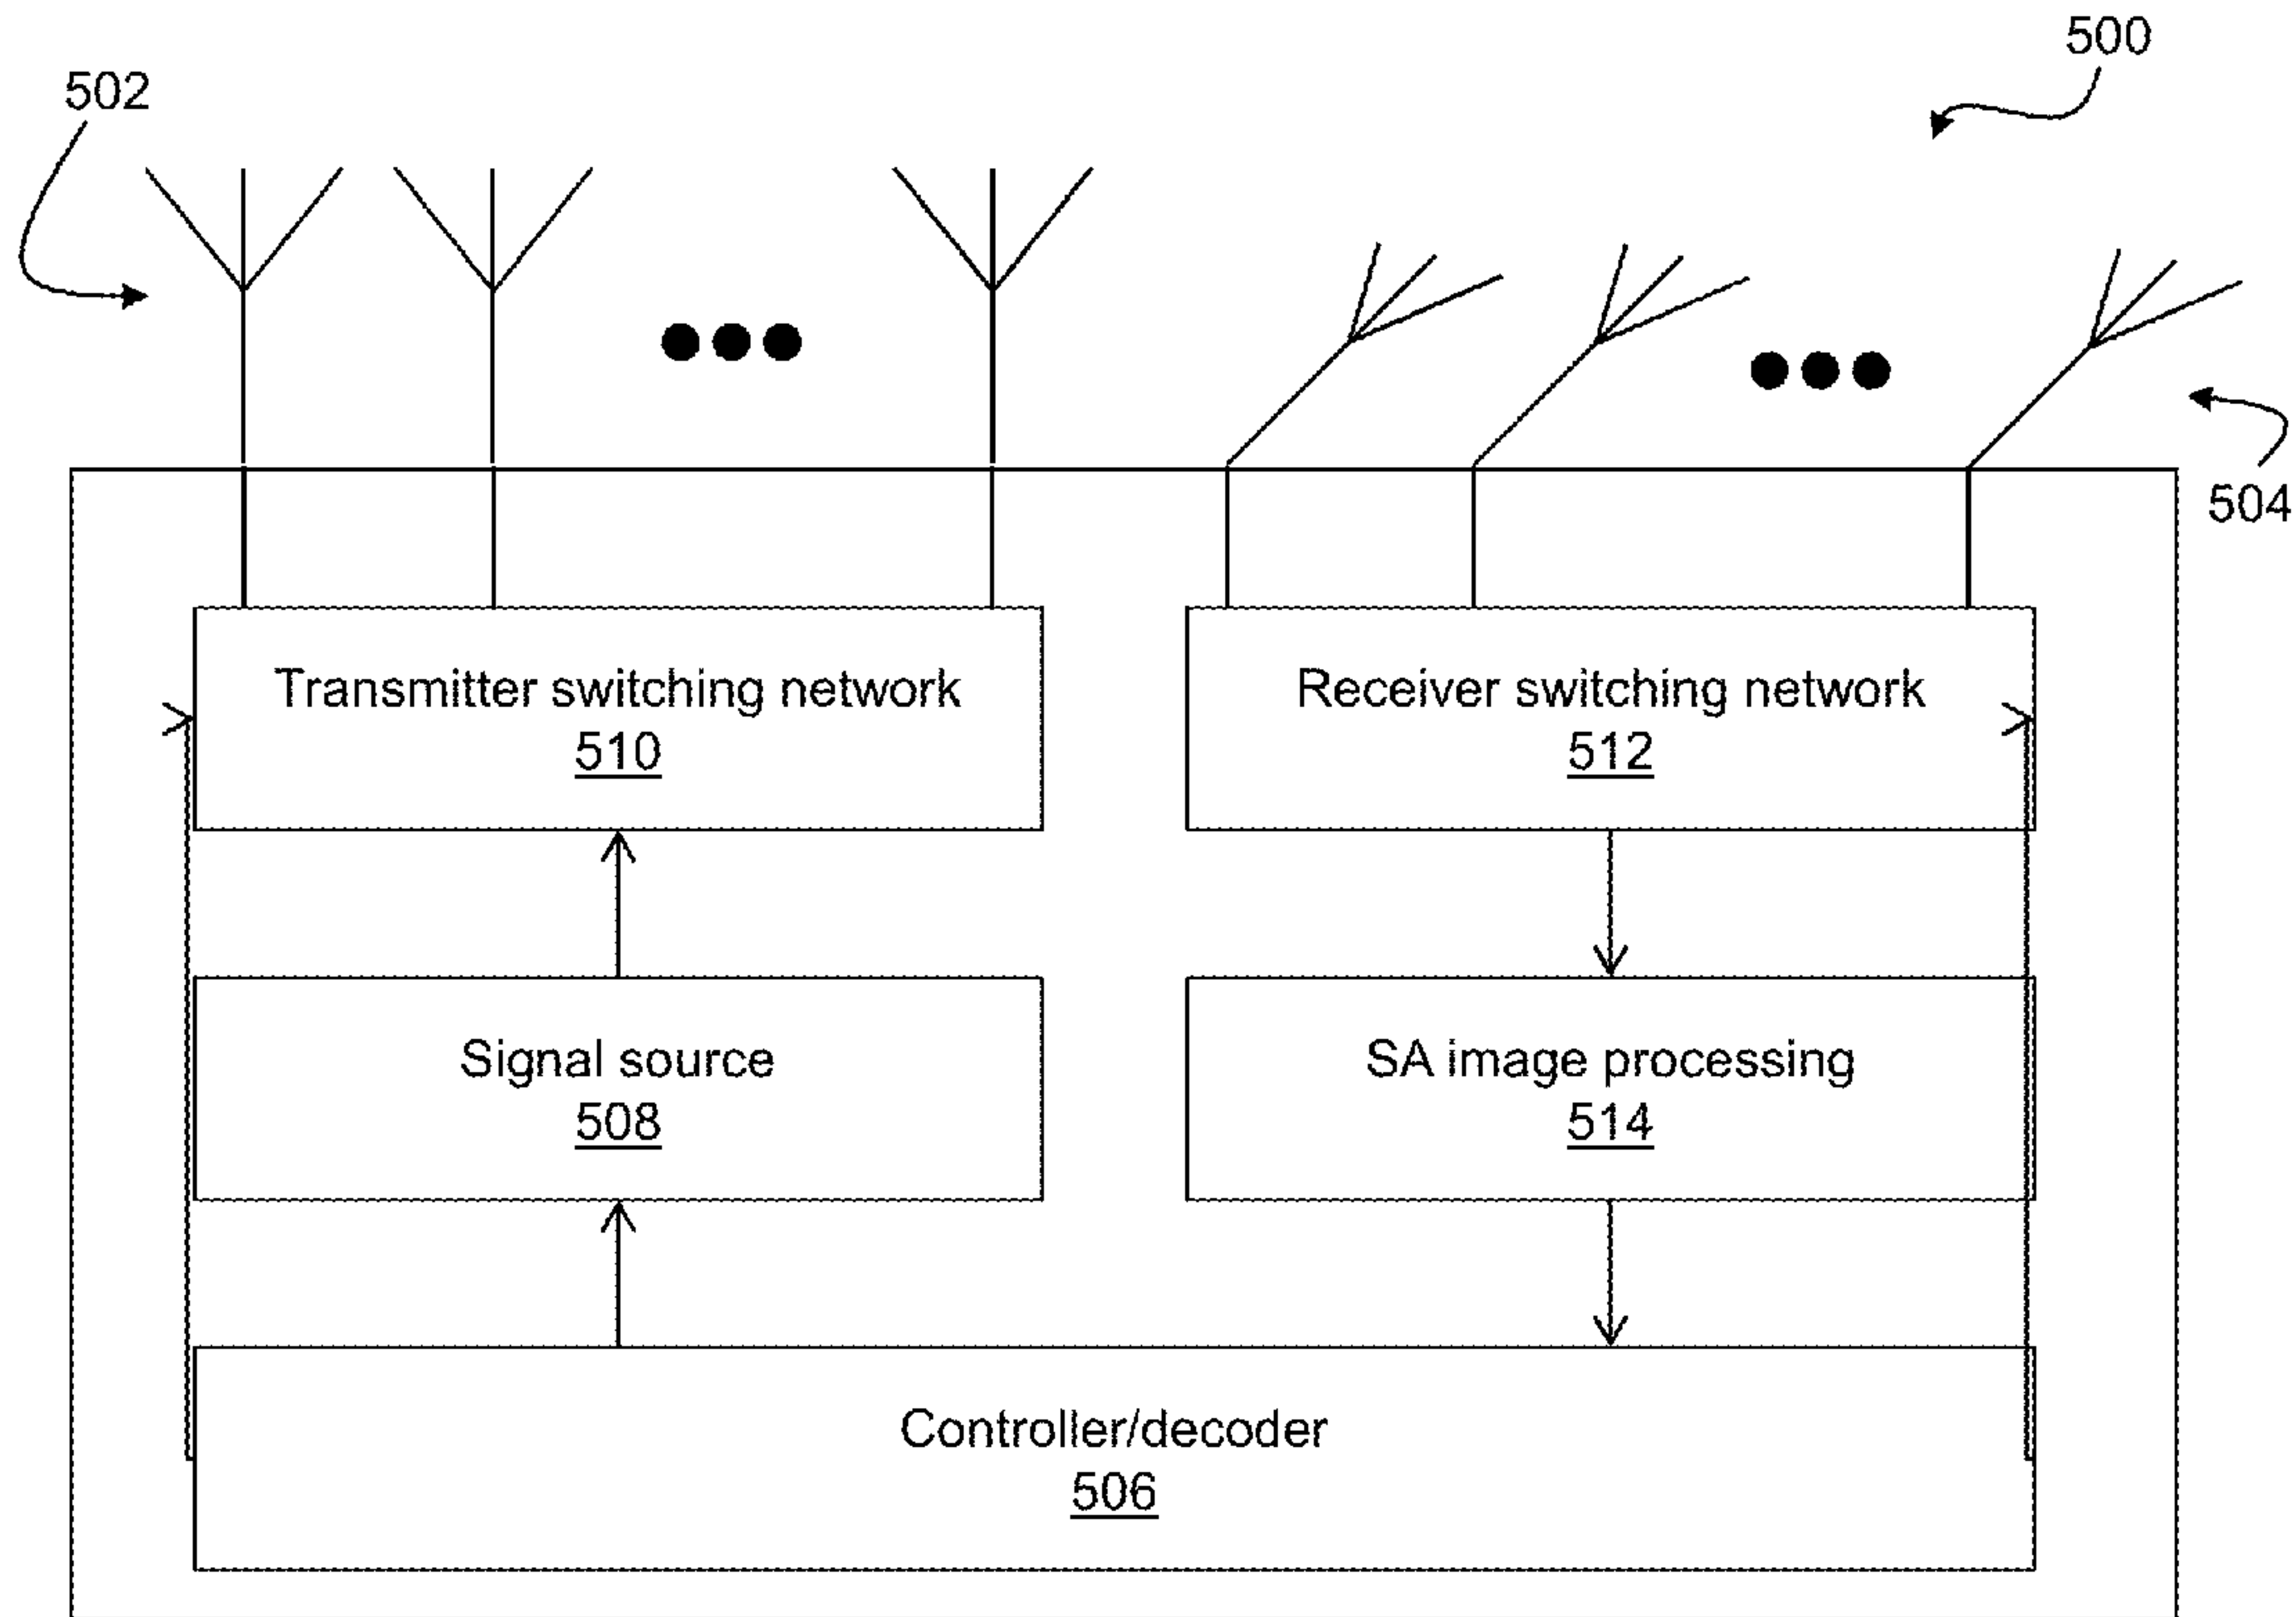 500
502
504
Transmitter switching network
510
Receiver switching network
512
Signal source
508
SA image processing
514
Controller/decoder
506